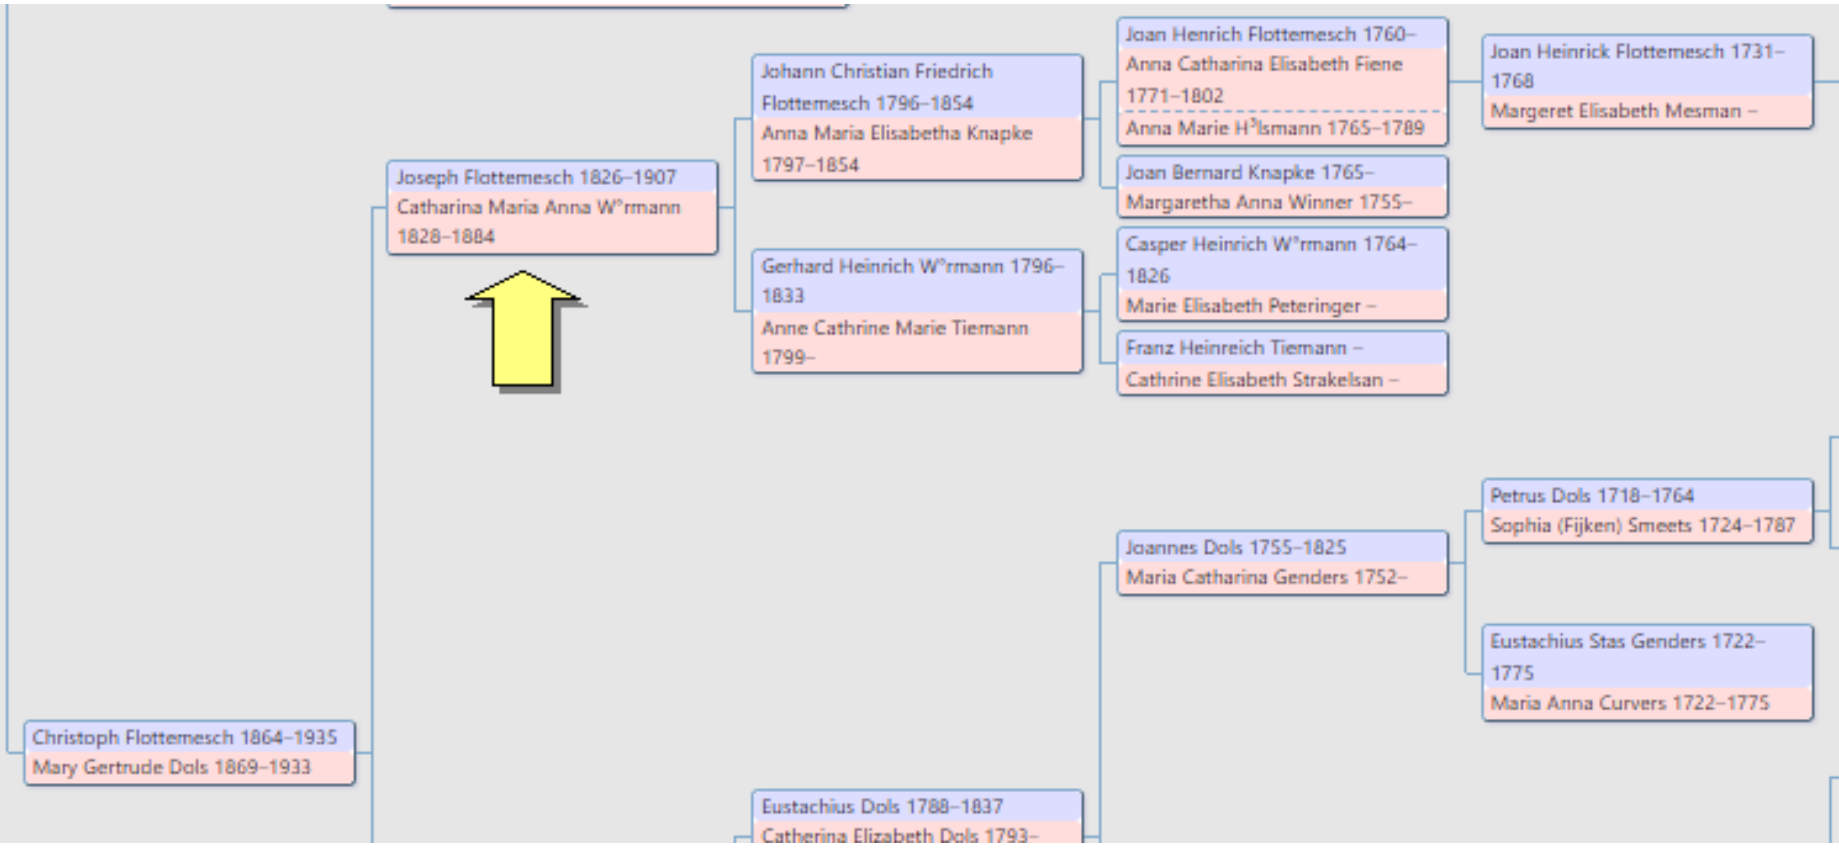 Joseph Flottemesch 1826–1907
Catharina Maria Anna W°rmann
1828–1884
Christoph Flottemesch 1864–1935
Mary Gertrude Dols 1869–1933
Johann Christian Friedrich
Flottemesch 1796–1854
Anna Maria Elisabetha Knapke
1797–1854
Gerhard Heinrich W°rmann 1796–
1833
Anne Cathrine Marie Tiemann
1799–
Eustachius Dols 1788–1837
Catherina Elizabeth Dols 1793–
Joan Henrich Flottemesch 1760–
Anna Catharina Elisabeth Fiene
1771–1802
Anna Marie H³lsmann 1765–1789
Joan Bernard Knapke 1765–
Margaretha Anna Winner 1755–
Casper Heinrich W°rmann 1764–
1826
Marie Elisabeth Peteringer –
Franz Heinreich Tiemann –
Cathrine Elisabeth Strakelsan –
Joannes Dols 1755–1825
Maria Catharina Genders 1752–
Joan Heinrick Flottemesch 1731–
1768
Margeret Elisabeth Mesman –
Petrus Dols 1718–1764
Sophia (Fijken) Smeets 1724–1787
Eustachius Stas Genders 1722–
1775
Maria Anna Curvers 1722–1775